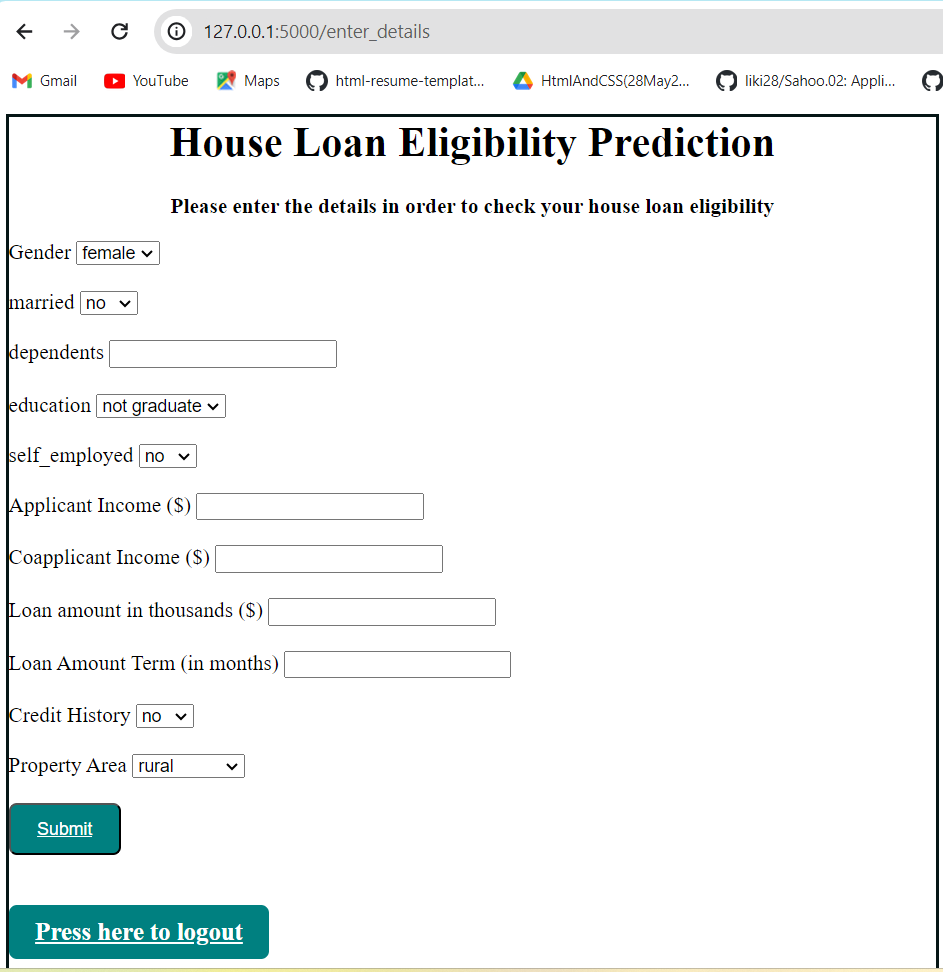 127.0.0.1:5000/enter_details
Gmail YouTube Maps html-resume-templat... HtmlAndCSS(28May2... liki28/Sahoo.02: Appli...
House Loan Eligibility Prediction
Please enter the details in order to check your house loan eligibility
Gender female
married no
dependents
education not graduate
self_employed no
Applicant Income ($)
Coapplicant Income ($)
Loan amount in thousands ($)
Loan Amount Term (in months)
Credit History no
Property Area rural
Submit
Press here to logout